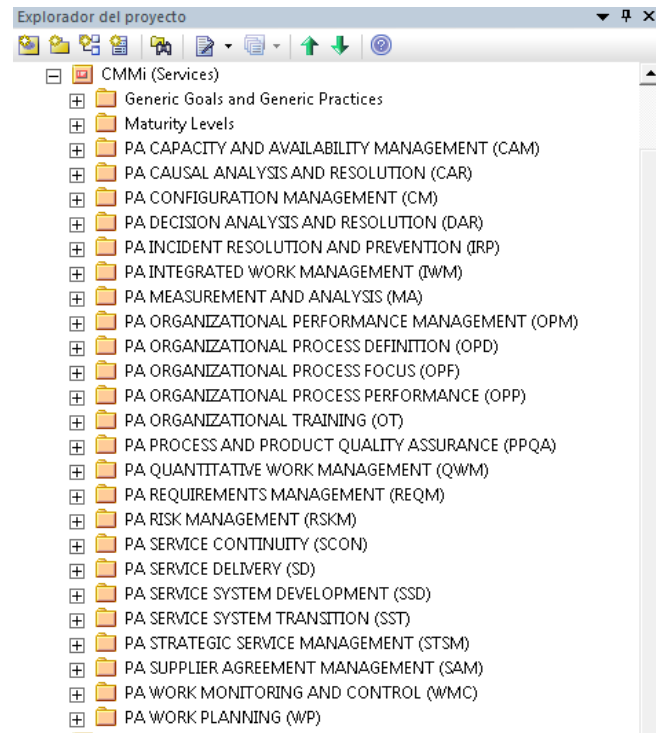 Explorador del proyecto
CMMi (Services)
Generic Goals and Generic Practices
Maturity Levels
PA CAPACITY AND AVAILABILITY MANAGEMENT (CAM)
PA CAUSAL ANALYSIS AND RESOLUTION (CAR)
PA CONFIGURATION MANAGEMENT (CM)
PA DECISION ANALYSIS AND RESOLUTION (DAR)
PA INCIDENT RESOLUTION AND PREVENTION (IRP)
PA INTEGRATED WORK MANAGEMENT (IWM)
PA MEASUREMENT AND ANALYSIS (MA)
PA ORGANIZATIONAL PERFORMANCE MANAGEMENT (OPM)
PA ORGANIZATIONAL PROCESS DEFINITION (OPD)
PA ORGANIZATIONAL PROCESS FOCUS (OPF)
PA ORGANIZATIONAL PROCESS PERFORMANCE (OPP)
PA ORGANIZATIONAL TRAINING (OT)
PA PROCESS AND PRODUCT QUALITY ASSURANCE (PPQA)
PA QUANTITATIVE WORK MANAGEMENT (QWM)
PA REQUIREMENTS MANAGEMENT (REQM)
PA RISK MANAGEMENT (RSKM)
PA SERVICE CONTINUITY (SCON)
PA SERVICE DELIVERY (SD)
PA SERVICE SYSTEM DEVELOPMENT (SSD)
PA SERVICE SYSTEM TRANSITION (SST)
PA STRATEGIC SERVICE MANAGEMENT (STSM)
PA SUPPLIER AGREEMENT MANAGEMENT (SAM)
PA WORK MONITORING AND CONTROL (WMC)
PA WORK PLANNING (WP)